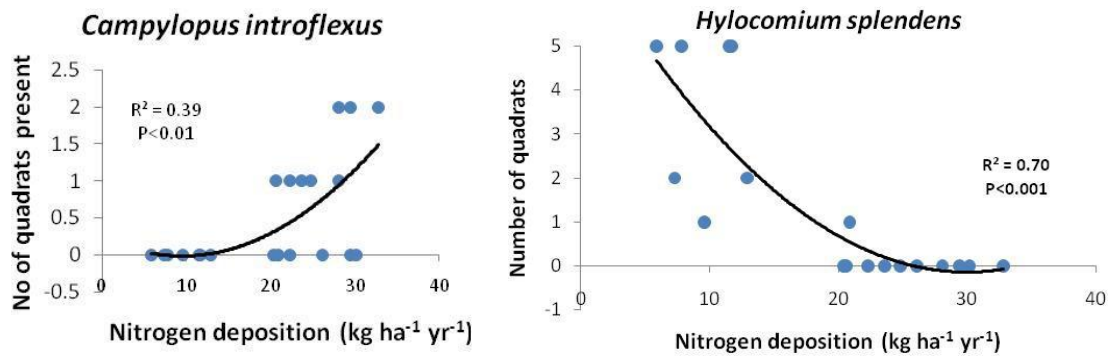 Campylopus introflexus
No of quadrats present
2.5
2
1.5
1
0.5
0
-0.5
R² = 0.39
P<0.01
0 10 20 30 40
Nitrogen deposition (kg ha⁻¹ yr⁻¹)
Hylocomium splendens
Number of quadrats
5
4
3
2
1
0
-1
R² = 0.70
P<0.001
0 10 20 30 40
Nitrogen deposition (kg ha⁻¹ yr⁻¹)